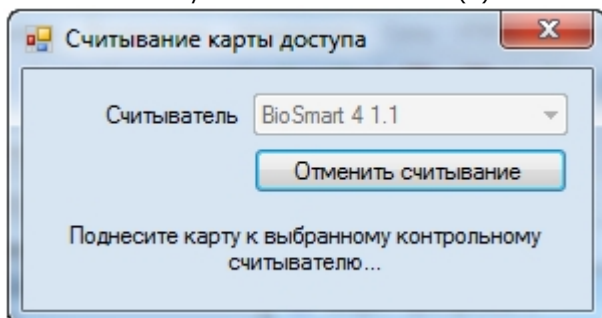 Считывание карты доступа
Считыватель BioSmart 4 1.1
Отменить считывание
Поднесите карту к выбранному контрольному
считывателю...